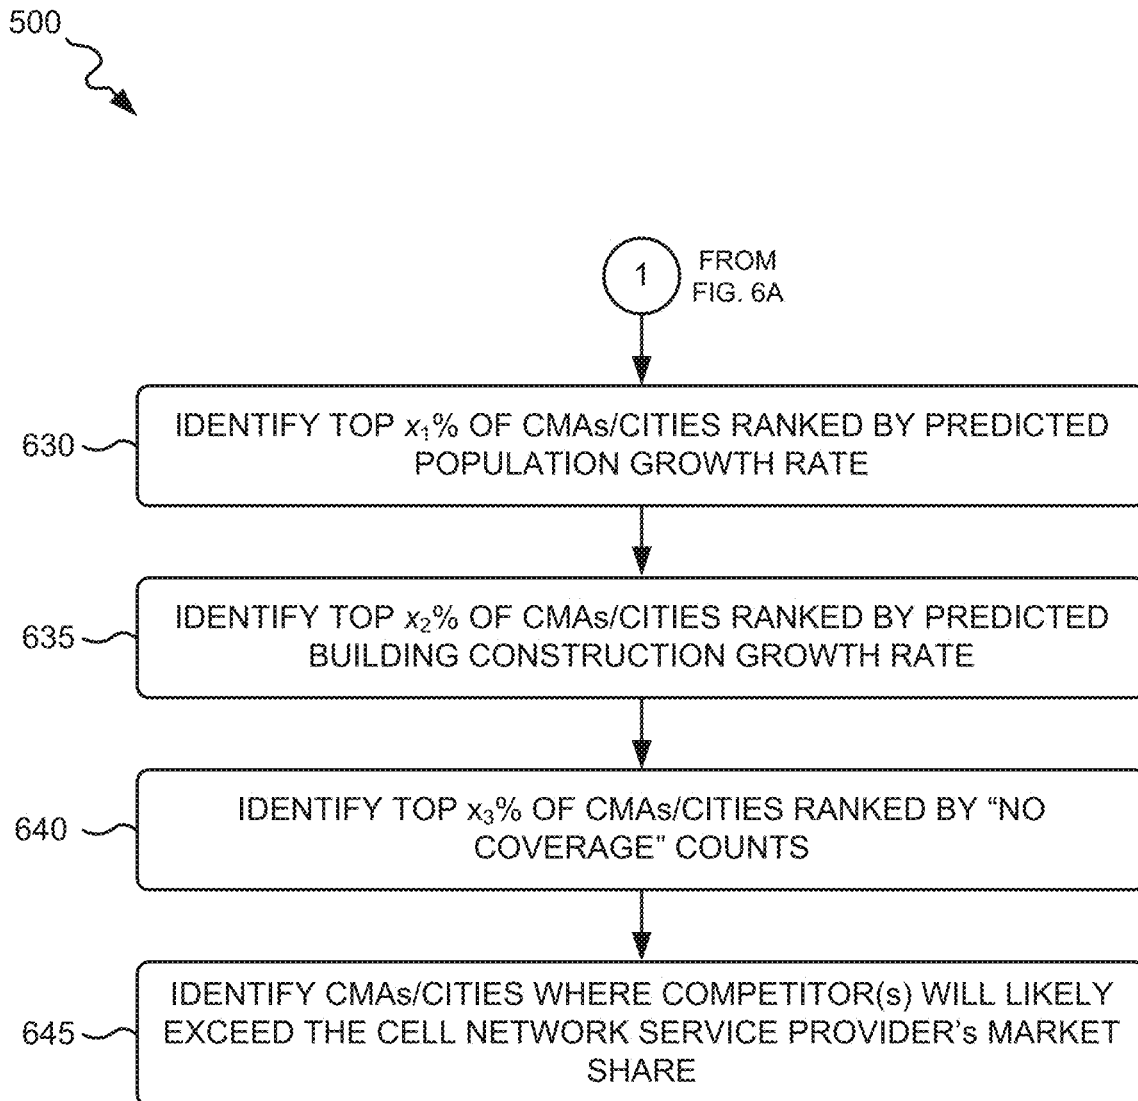 500
1
FROM
FIG. 6A
630
IDENTIFY TOP x₁% OF CMAs/CITIES RANKED BY PREDICTED
POPULATION GROWTH RATE
635
IDENTIFY TOP x₂% OF CMAs/CITIES RANKED BY PREDICTED
BUILDING CONSTRUCTION GROWTH RATE
640
IDENTIFY TOP x₃% OF CMAs/CITIES RANKED BY “NO
COVERAGE” COUNTS
645
IDENTIFY CMAs/CITIES WHERE COMPETITOR(s) WILL LIKELY
EXCEED THE CELL NETWORK SERVICE PROVIDER’s MARKET
SHARE